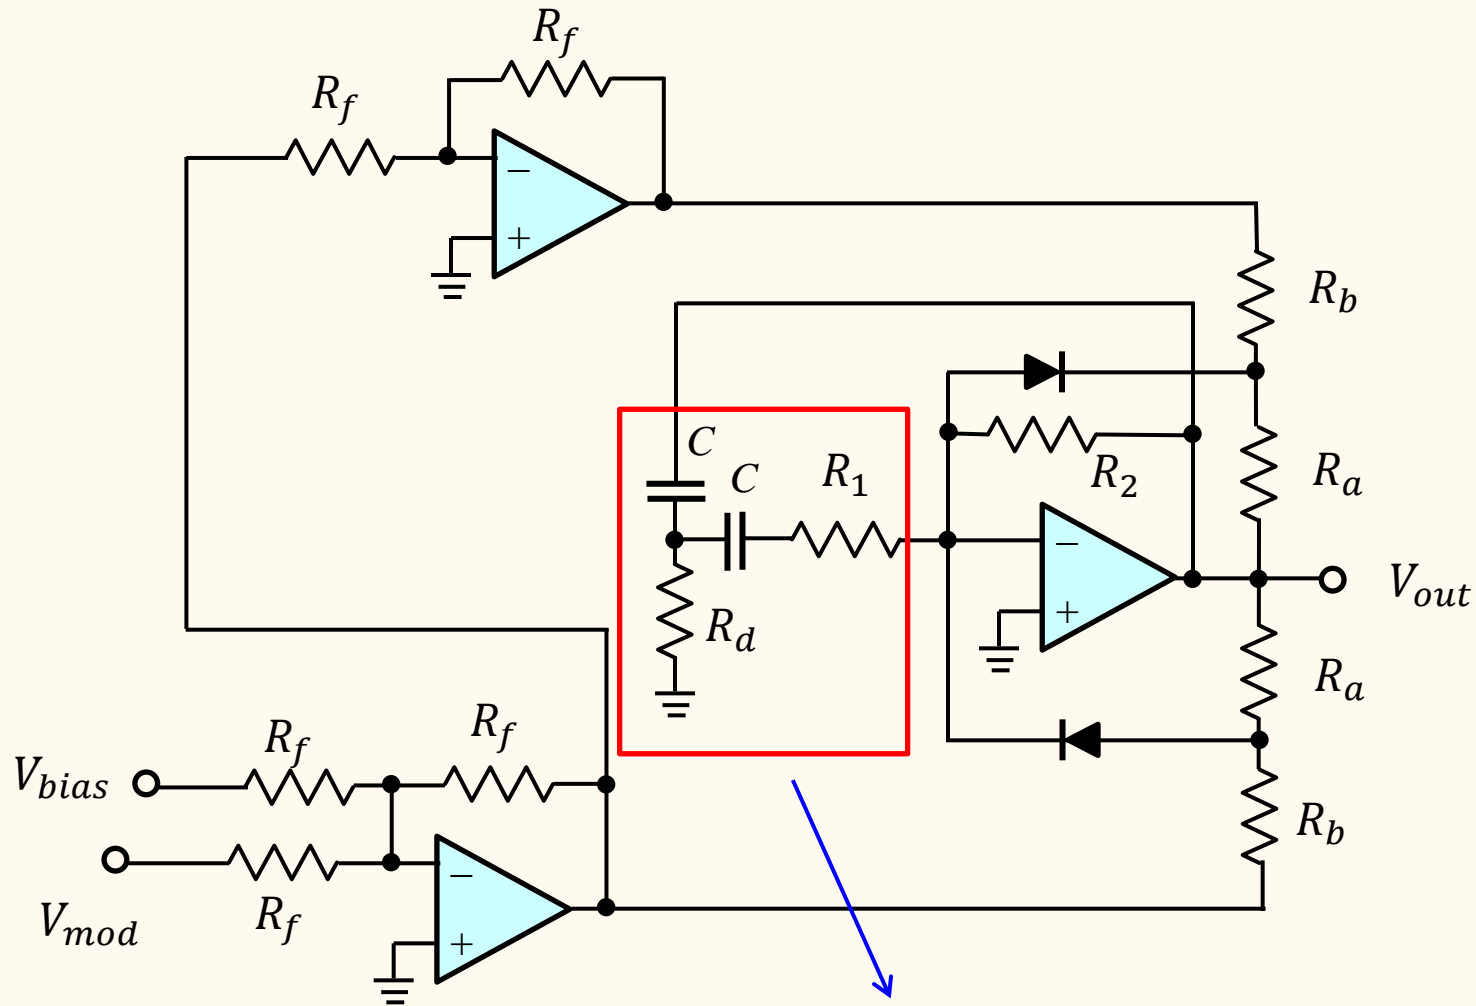 R_f
R_f
−
+
R_b
C
C
R_1
R_2
R_a
−
+
V_out
R_d
R_a
R_f
R_f
V_bias
R_b
R_f
−
+
V_mod